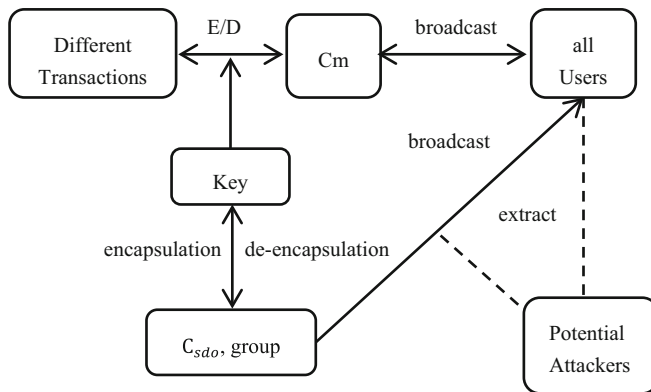 Different
Transactions
E/D
Cm
broadcast
all
Users
broadcast
Key
extract
encapsulation
de-encapsulation
C_sdo, group
Potential
Attackers